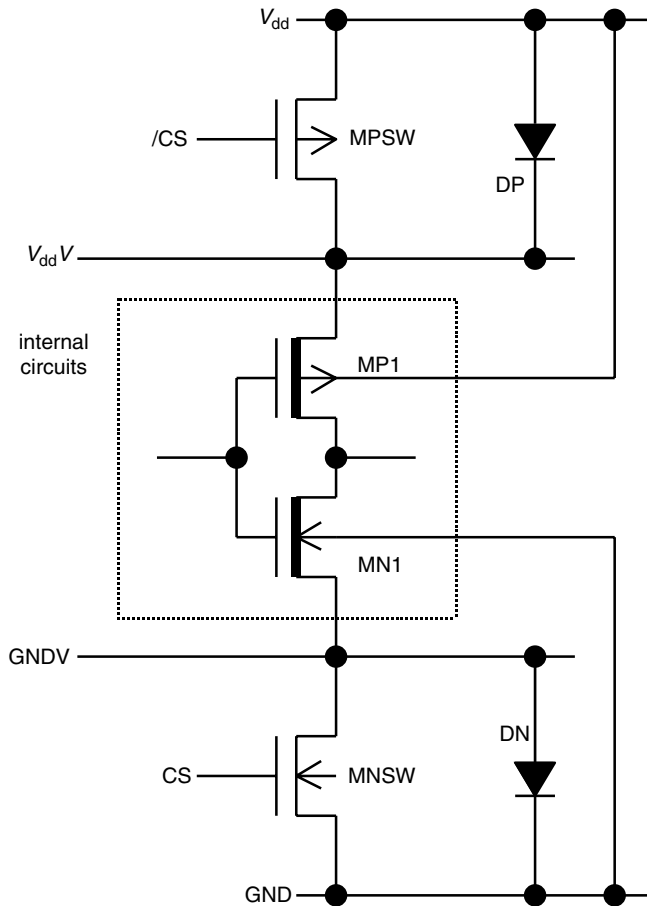 Vdd
/CS
MPSW
DP
VddV
internal
circuits
MP1
MN1
GNDV
DN
CS
MNSW
GND